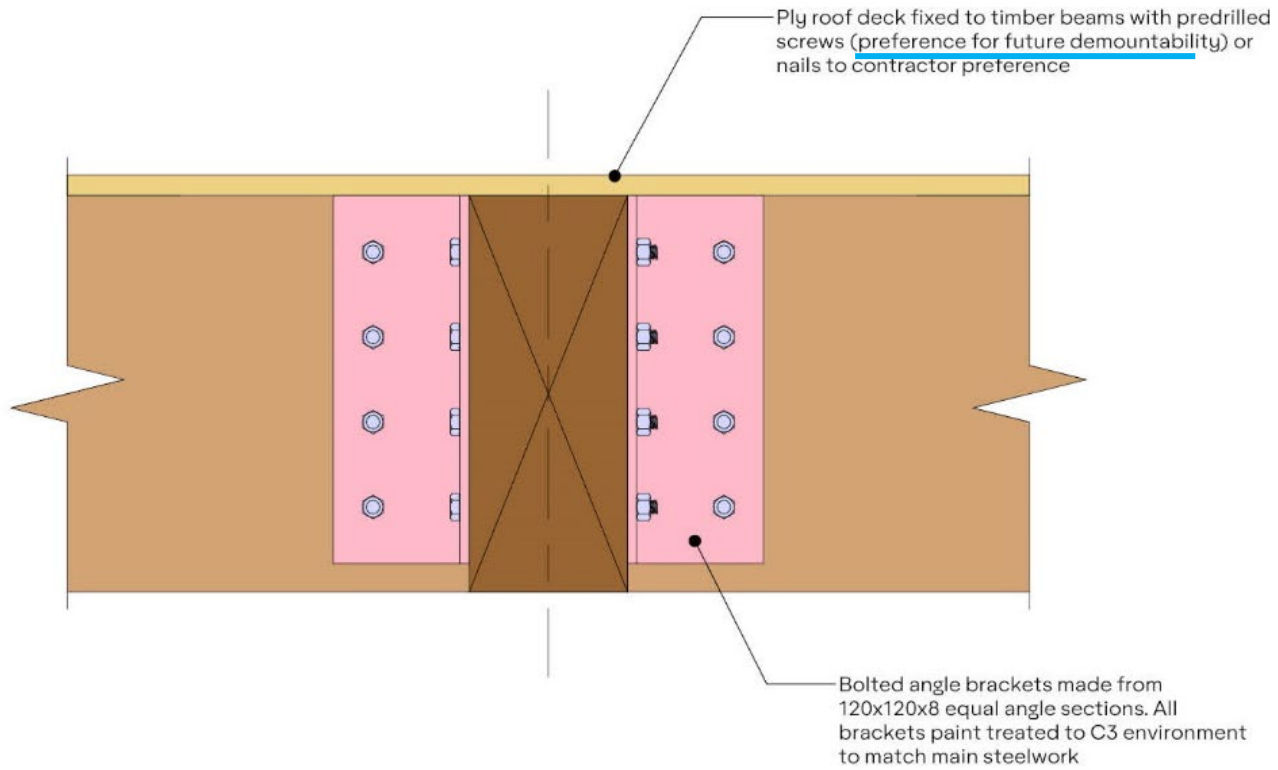 Ply roof deck fixed to timber beams with predrilled
screws (preference for future demountability) or
nails to contractor preference
Bolted angle brackets made from
120x120x8 equal angle sections. All
brackets paint treated to C3 environment
to match main steelwork